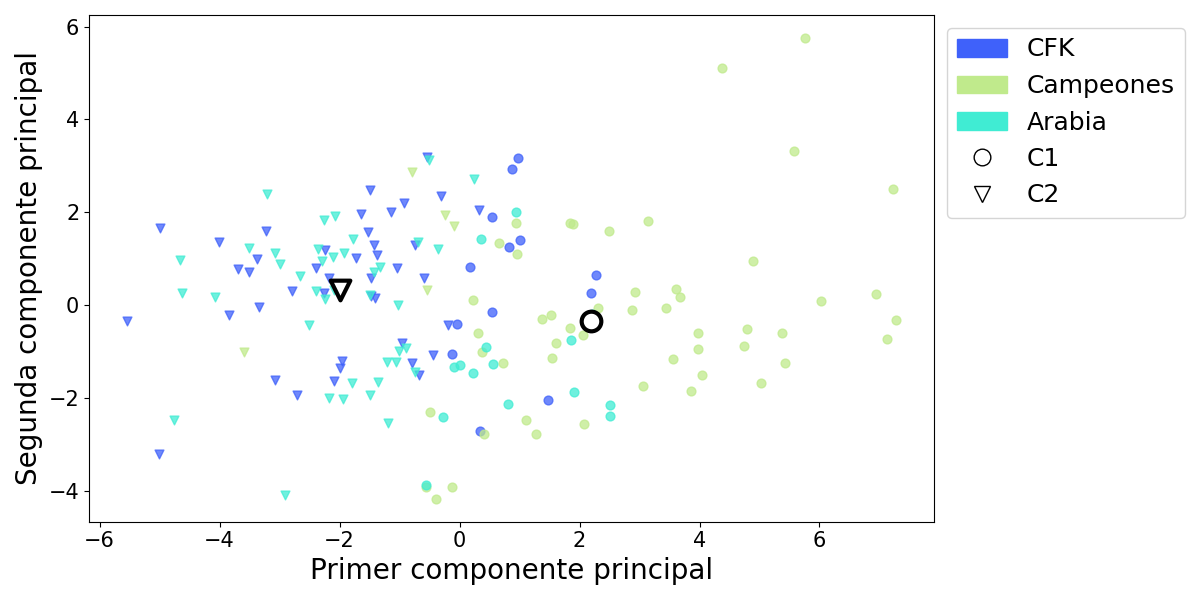 6
4
2
0
−2
−4
−6
−4
−2
0
2
4
6
Segunda componente principal
Primer componente principal
CFK
Campeones
Arabia
C1
C2